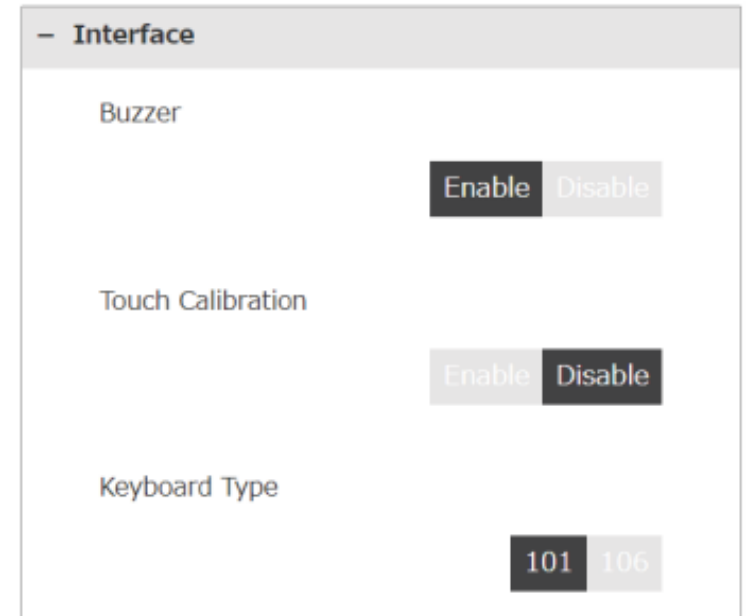 – Interface
Buzzer
Enable Disable
Touch Calibration
Enable Disable
Keyboard Type
101 106